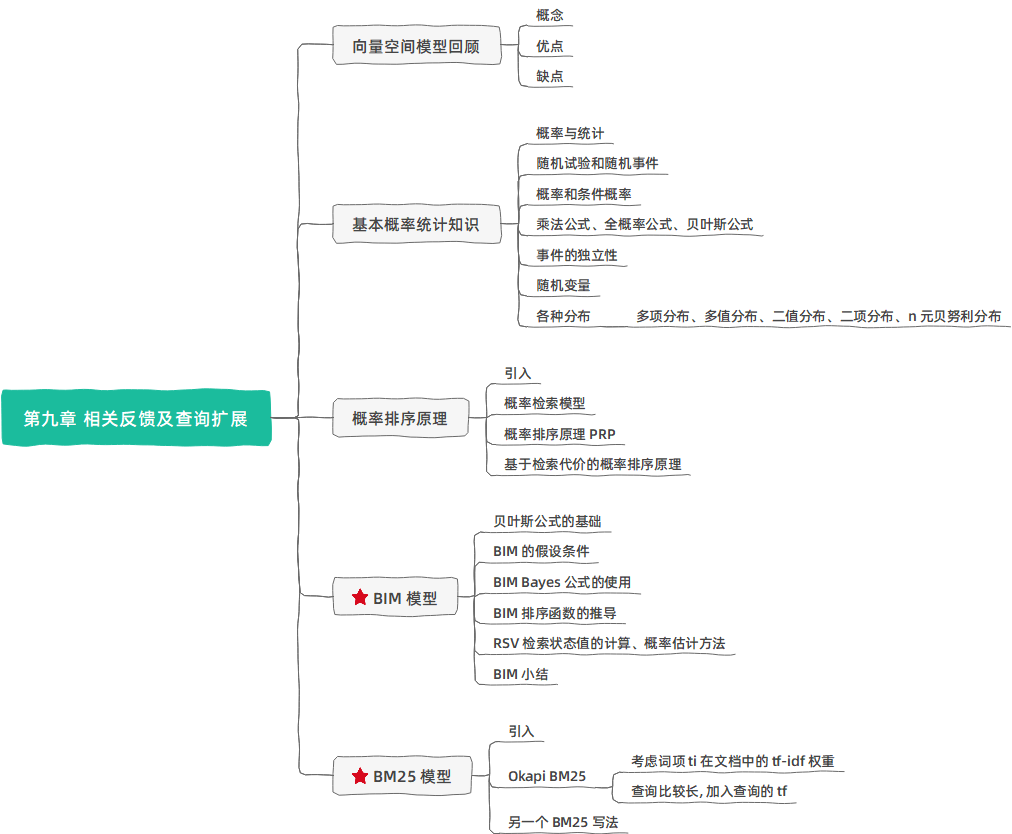 第九章 相关反馈及查询扩展
向量空间模型回顾
概念
优点
缺点
基本概率统计知识
概率与统计
随机试验和随机事件
概率和条件概率
乘法公式、全概率公式、贝叶斯公式
事件的独立性
随机变量
各种分布
多项分布、多值分布、二值分布、二项分布、n 元贝努利分布
概率排序原理
引入
概率检索模型
概率排序原理 PRP
基于检索代价的概率排序原理
BIM 模型
贝叶斯公式的基础
BIM 的假设条件
BIM Bayes 公式的使用
BIM 排序函数的推导
RSV 检索状态值的计算、概率估计方法
BIM 小结
BM25 模型
引入
Okapi BM25
考虑词项 ti 在文档中的 tf-idf 权重
查询比较长, 加入查询的 tf
另一个 BM25 写法